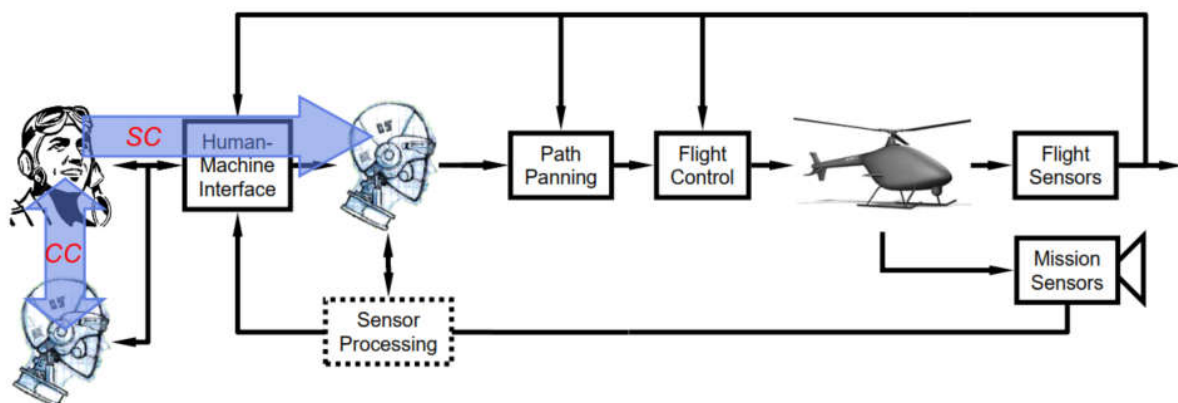 SC
Human-
Machine
Interface
Path
Panning
Flight
Control
Flight
Sensors
CC
Mission
Sensors
Sensor
Processing